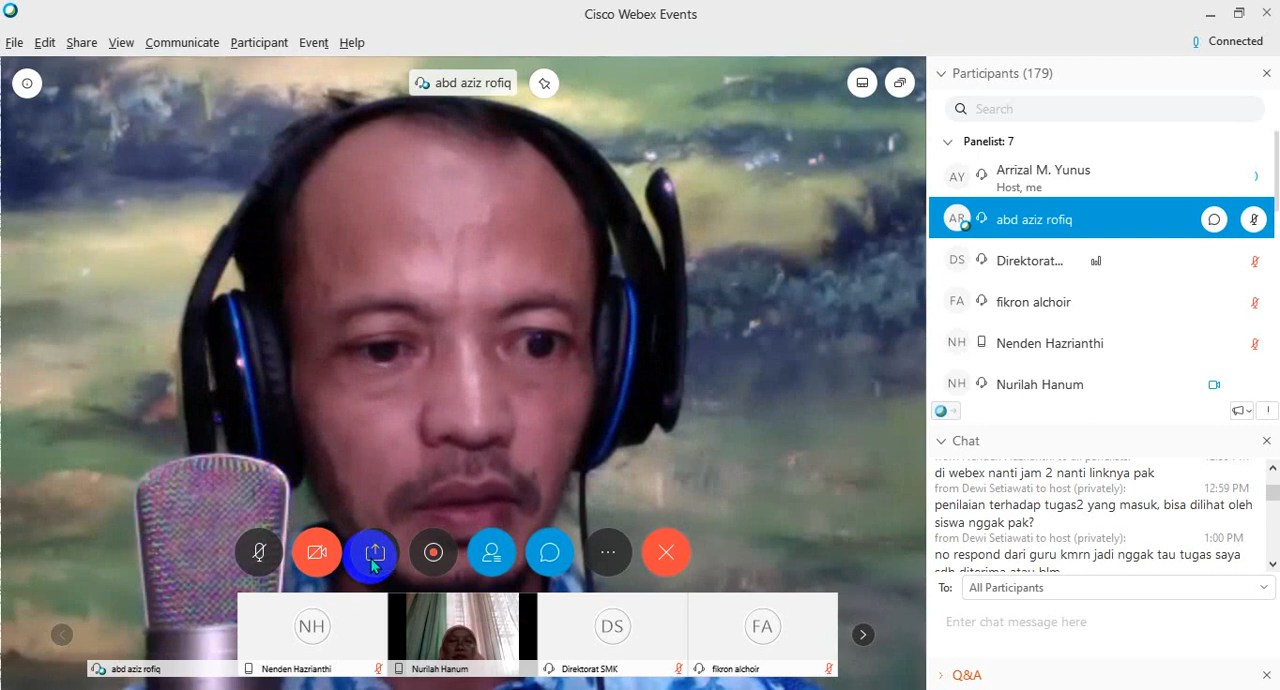 Cisco Webex Events
File Edit Share View Communicate Participant Event Help
Connected
abd aziz rofiq
Participants (179)
Search
Panelist: 7
AY
Arrizal M. Yunus
Host, me
AR
abd aziz rofiq
DS
Direktorat...
FA
fikron alchoir
NH
Nenden Hazrianthi
NH
Nurilah Hanum
Chat
di webex nanti jam 2 nanti linknya pak
from Dewi Setiawati to host (privately): 12:59 PM
penilaian terhadap tugas2 yang masuk, bisa dilihat oleh
siswa nggak pak?
from Dewi Setiawati to host (privately): 1:00 PM
no respond dari guru kmrn jadi nggak tau tugas saya
To: All Participants
Enter chat message here
Q&A
NH
DS
FA
abd aziz rofiq
Nenden Hazrianthi
Nurilah Hanum
Direktorat SMK
fikron alchoir